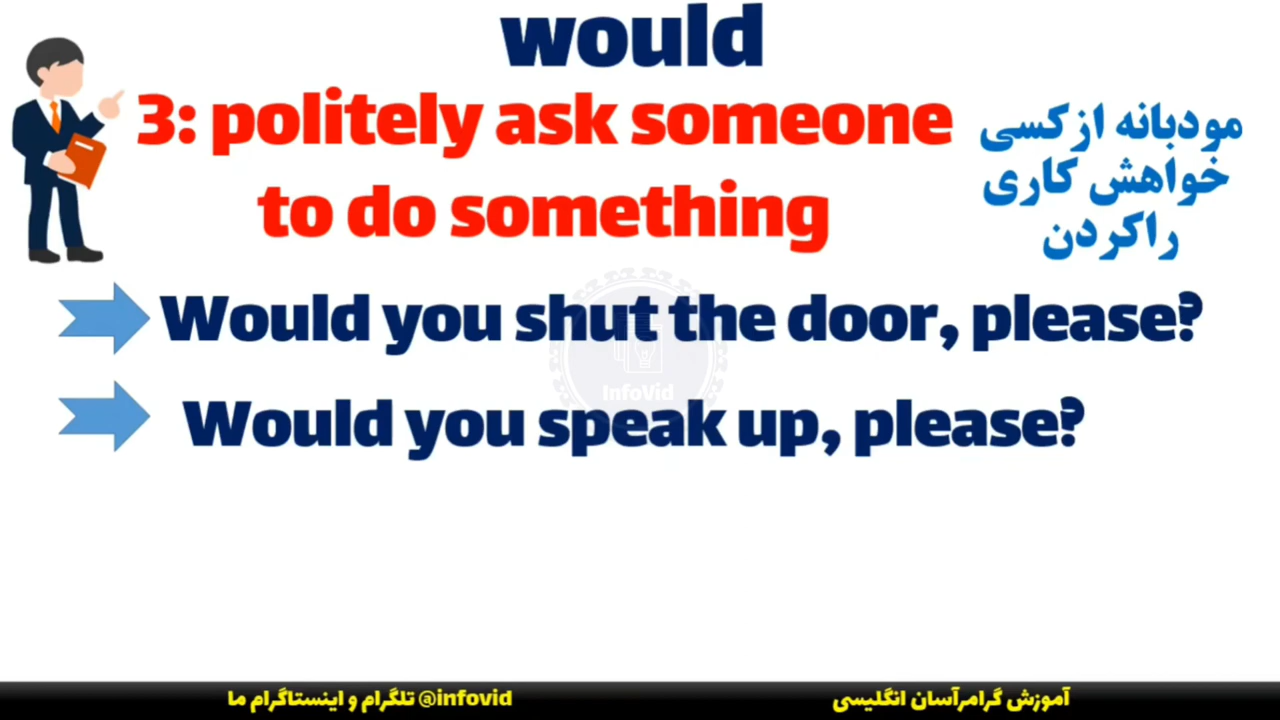 would
3: politely ask someone
to do something
مودبانه ازکسی
خواهش کاری
راکردن
Would you shut the door, please?
Would you speak up, please?
InfoVid
تلگرام و اینستاگرام ما @infovid
آموزش گرامرآسان انگلیسی